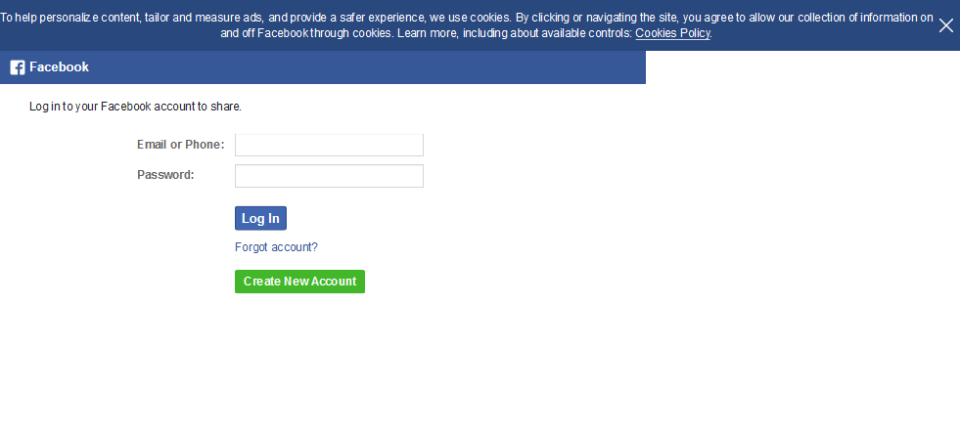 To help personalize content, tailor and measure ads, and provide a safer experience, we use cookies. By clicking or navigating the site, you agree to allow our collection of information on
and off Facebook through cookies. Learn more, including about available controls: Cookies Policy.
Facebook
Log in to your Facebook account to share.
Email or Phone:
Password:
Log In
Forgot account?
Create New Account